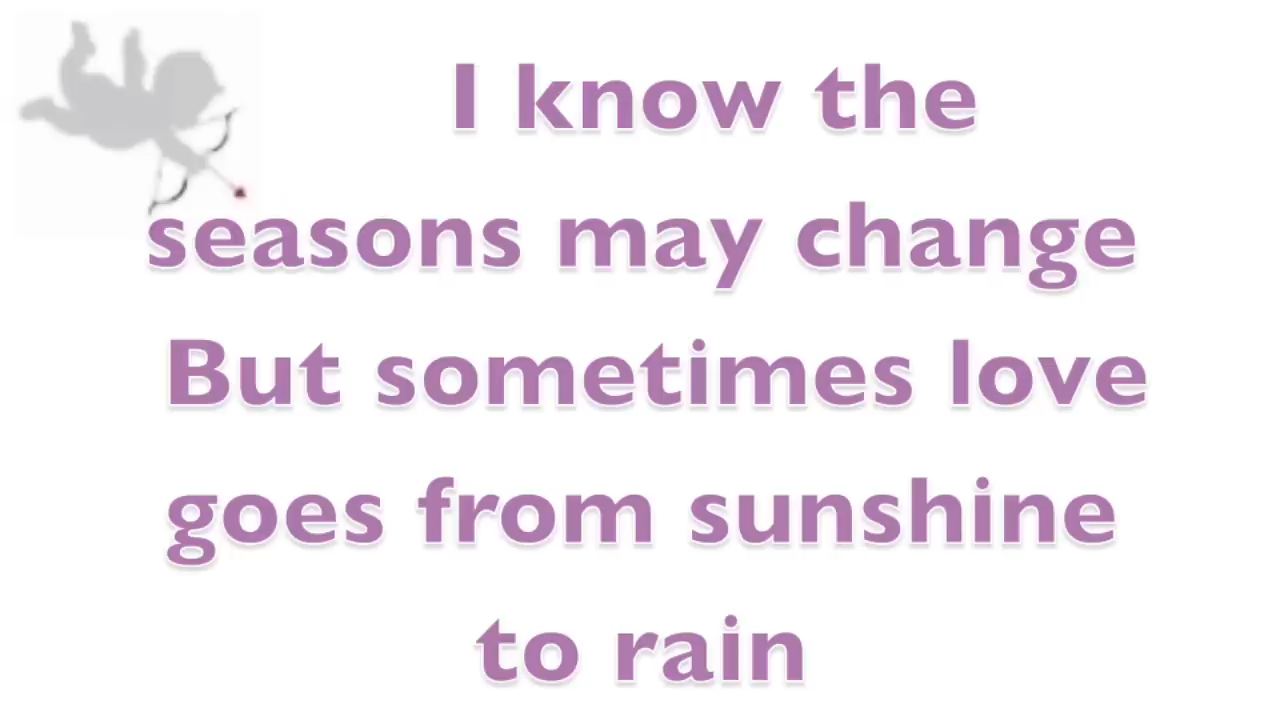 I know the
seasons may change
But sometimes love
goes from sunshine
to rain